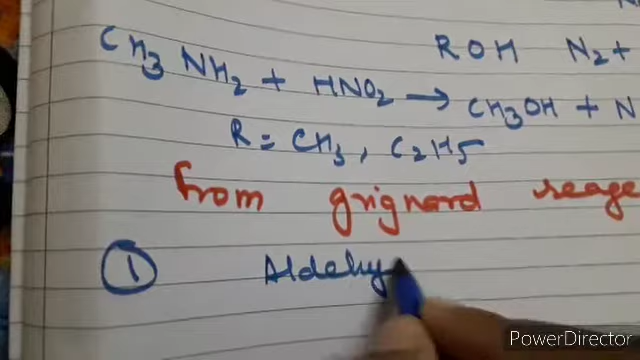 ROH N₂ +
CH₃ NH₂ + HNO₂ → CH₃OH + N
R = CH₃, C₂H₅
from grignard reage
① Aldehy
PowerDirector